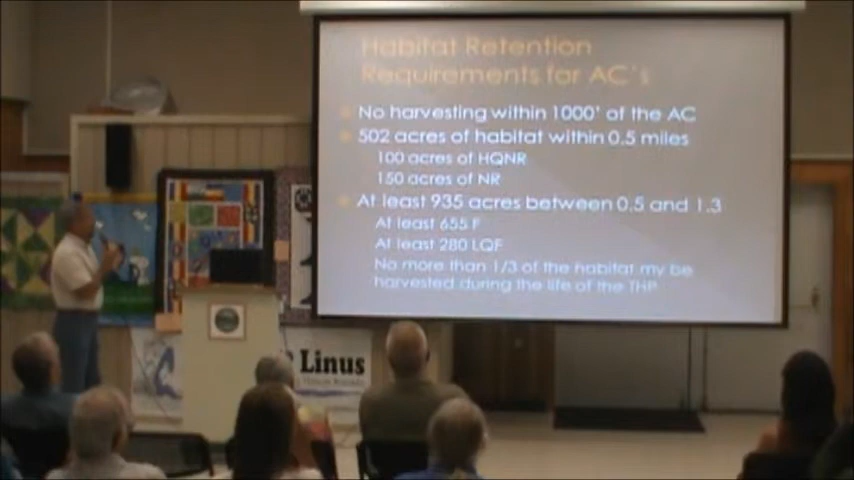 Habitat Retention
Requirements for AC's
No harvesting within 1000' of the AC
502 acres of habitat within 0.5 miles
100 acres of HQNR
150 acres of NR
At least 935 acres between 0.5 and 1.3
At least 655 F
At least 280 LQF
No more than 1/3 of the habitat my be
harvested during the life of the THP
Linus